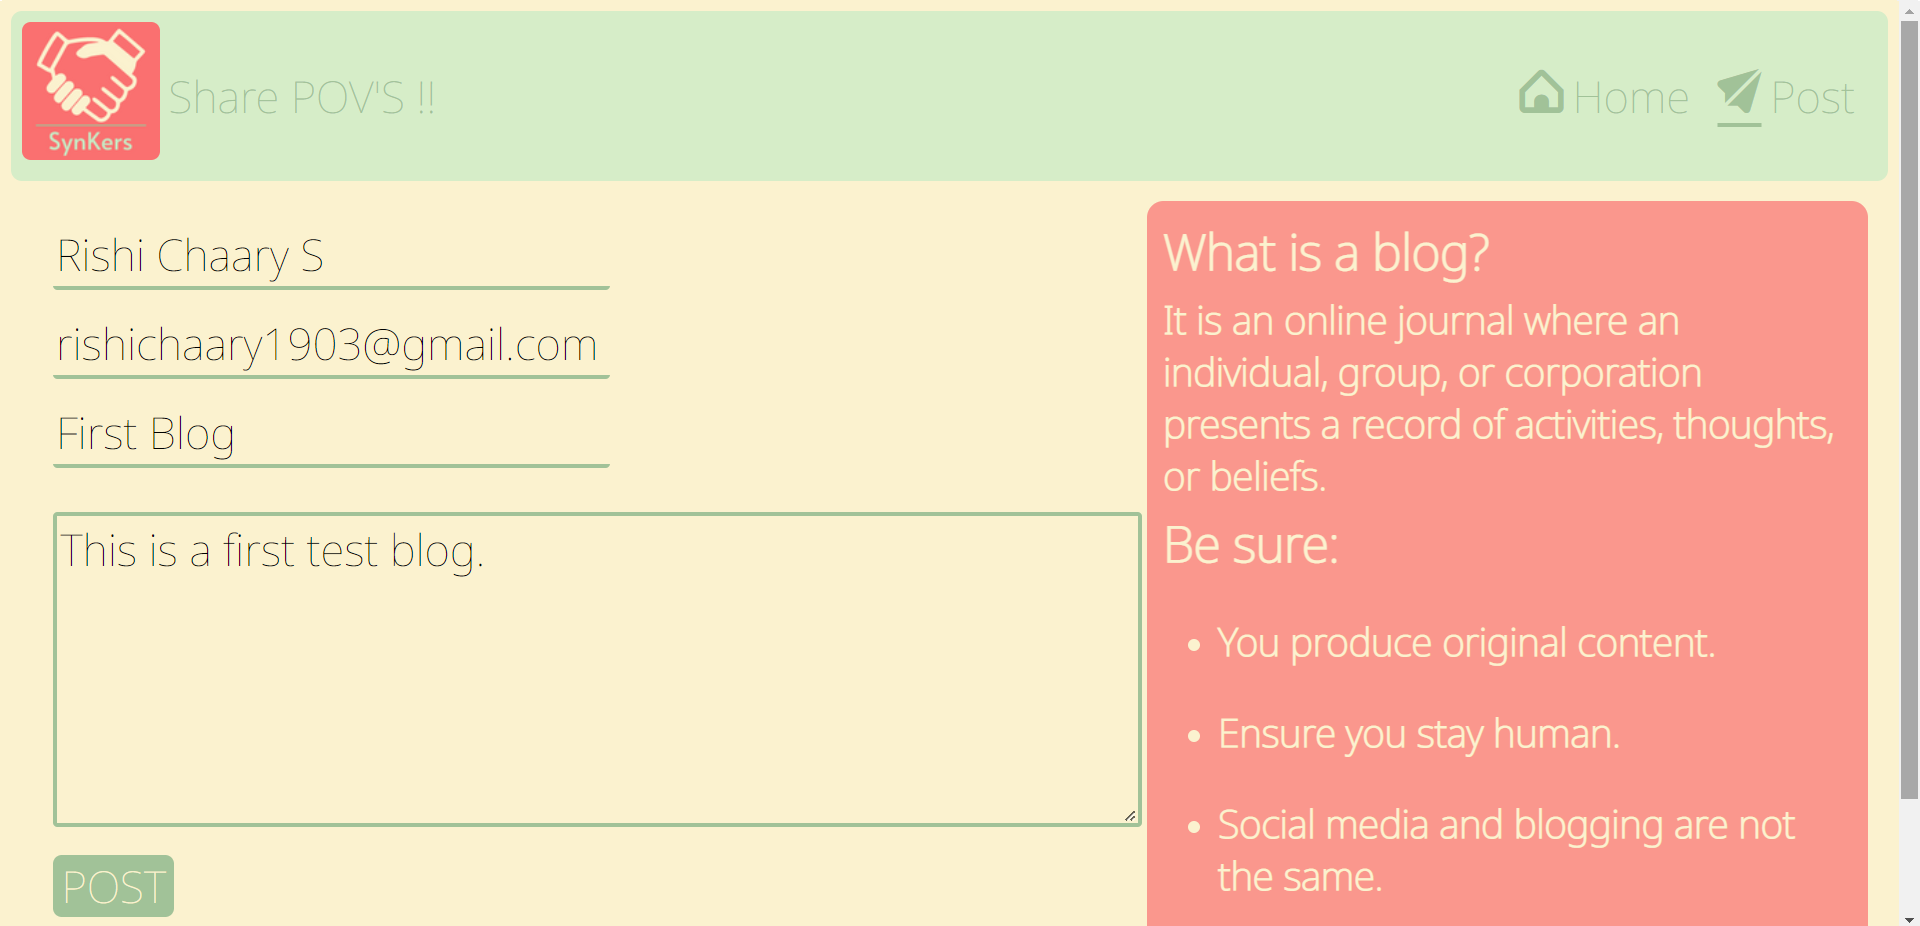 SynKers
Share POV'S !!
Home
Post
Rishi Chaary S
rishichaary1903@gmail.com
First Blog
This is a first test blog.
POST
What is a blog?
It is an online journal where an
individual, group, or corporation
presents a record of activities, thoughts,
or beliefs.
Be sure:
• You produce original content.
• Ensure you stay human.
• Social media and blogging are not
the same.